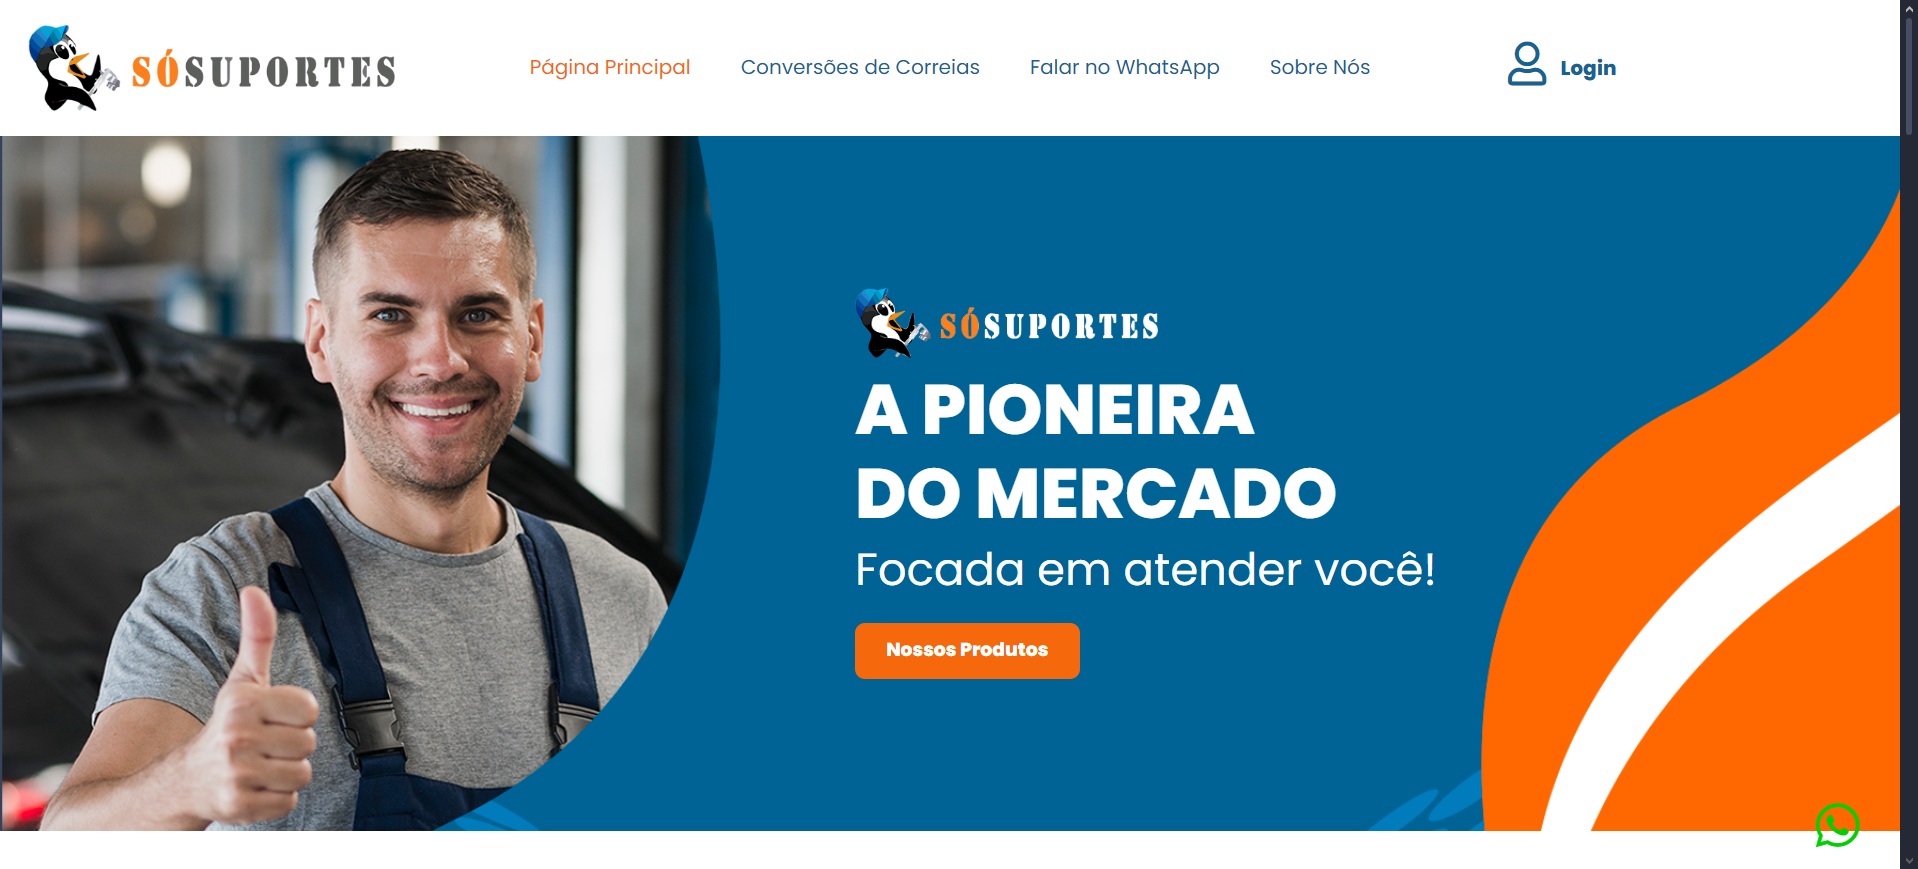 SÓSUPORTES
Página Principal
Conversões de Correias
Falar no WhatsApp
Sobre Nós
Login
SÓSUPORTES
A PIONEIRA
DO MERCADO
Focada em atender você!
Nossos Produtos